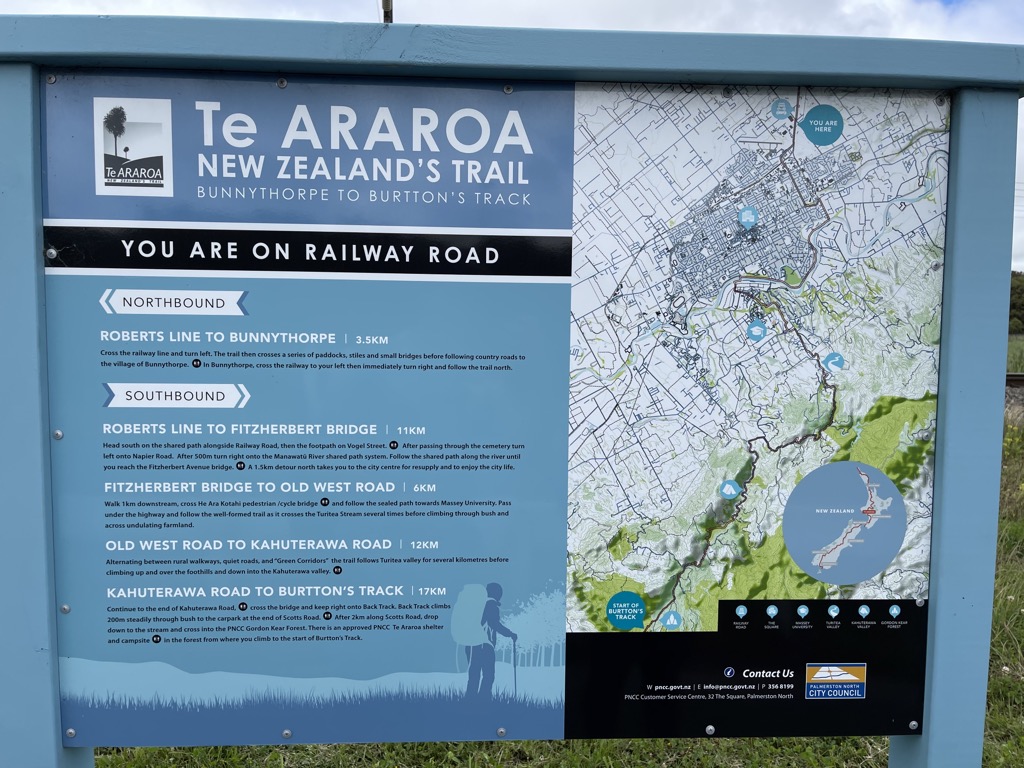 Te ARAROA
NEW ZEALAND'S TRAIL
BUNNYTHORPE TO BURTTON'S TRACK
Te ARAROA
NEW ZEALAND'S TRAIL
YOU ARE ON RAILWAY ROAD
NORTHBOUND
ROBERTS LINE TO BUNNYTHORPE | 3.5KM
Cross the railway line and turn left. The trail then crosses a series of paddocks, stiles and small bridges before following country roads to
the village of Bunnythorpe. In Bunnythorpe, cross the railway to your left then immediately turn right and follow the trail north.
SOUTHBOUND
ROBERTS LINE TO FITZHERBERT BRIDGE | 11KM
Head south on the shared path alongside Railway Road, then the footpath on Vogel Street. After passing through the cemetery turn
left onto Napier Road. After 500m turn right onto the Manawatū River shared path system. Follow the shared path along the river until
you reach the Fitzherbert Avenue bridge. A 1.5km detour north takes you to the city centre for resupply and to enjoy the city life.
FITZHERBERT BRIDGE TO OLD WEST ROAD | 6KM
Walk 1km downstream, cross He Ara Kotahi pedestrian /cycle bridge and follow the sealed path towards Massey University. Pass
under the highway and follow the well-formed trail as it crosses the Turitea Stream several times before climbing through bush and
across undulating farmland.
OLD WEST ROAD TO KAHUTERAWA ROAD | 12KM
Alternating between rural walkways, quiet roads, and "Green Corridors" the trail follows Turitea valley for several kilometres before
climbing up and over the foothills and down into the Kahuterawa valley.
KAHUTERAWA ROAD TO BURTTON'S TRACK | 17KM
Continue to the end of Kahuterawa Road, cross the bridge and keep right onto Back Track. Back Track climbs
200m steadily through bush to the carpark at the end of Scotts Road. After 2km along Scotts Road, drop
down to the stream and cross into the PNCC Gordon Kear Forest. There is an approved PNCC Te Araroa shelter
and campsite in the forest from where you climb to the start of Burtton's Track.
YOU ARE
HERE
NEW ZEALAND
START OF
BURTTON'S
TRACK
RAILWAY
ROAD
THE
SQUARE
MASSEY
UNIVERSITY
TURITEA
VALLEY
KAHUTERAWA
VALLEY
GORDON KEAR
FOREST
Contact Us
W pncc.govt.nz | E info@pncc.govt.nz | P 356 8199
PNCC Customer Service Centre, 32 The Square, Palmerston North
PALMERSTON NORTH
CITY COUNCIL